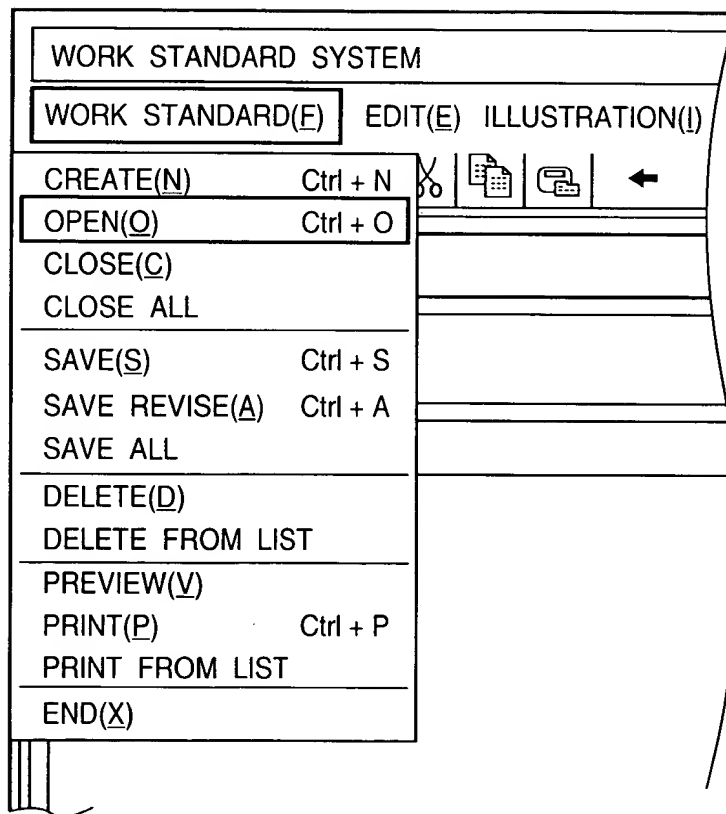 WORK STANDARD SYSTEM
WORK STANDARD(F) EDIT(E) ILLUSTRATION(I)
CREATE(N) Ctrl + N
OPEN(O) Ctrl + O
CLOSE(C)
CLOSE ALL
SAVE(S) Ctrl + S
SAVE REVISE(A) Ctrl + A
SAVE ALL
DELETE(D)
DELETE FROM LIST
PREVIEW(V)
PRINT(P) Ctrl + P
PRINT FROM LIST
END(X)